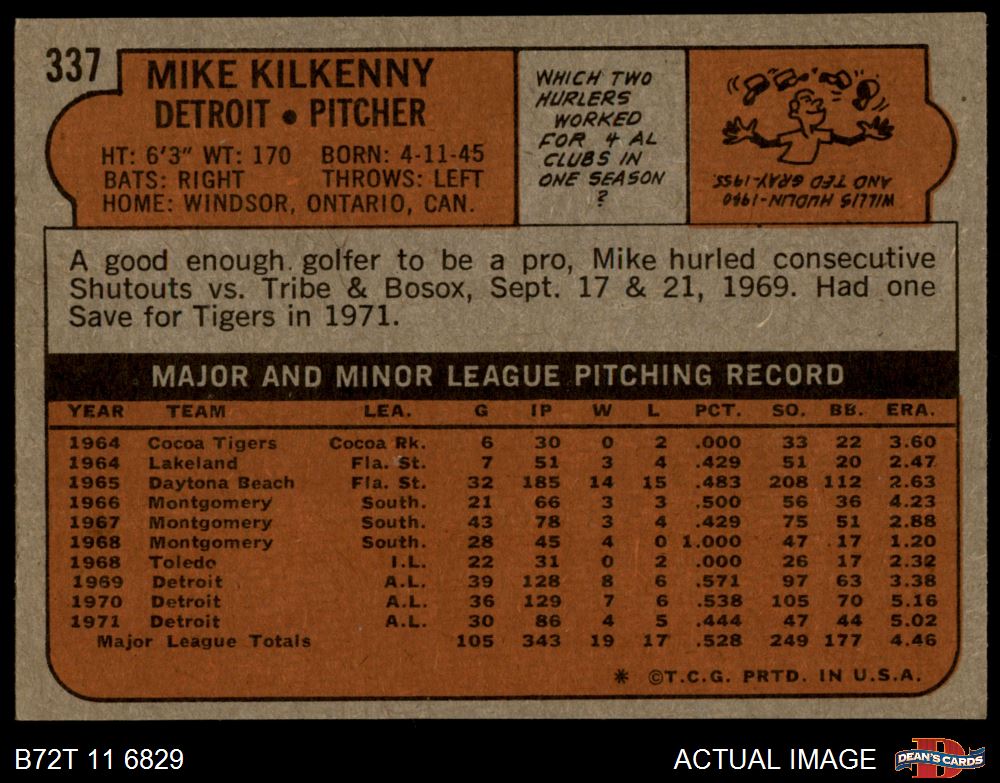 337
MIKE KILKENNY
DETROIT • PITCHER
HT: 6'3" WT: 170 BORN: 4-11-45
BATS: RIGHT THROWS: LEFT
HOME: WINDSOR, ONTARIO, CAN.
WHICH TWO
HURLERS
WORKED
FOR 4 AL
CLUBS IN
ONE SEASON
?
WILLIS HUDLIN-1940
AND TED GRAY-1955
A good enough golfer to be a pro, Mike hurled consecutive
Shutouts vs. Tribe & Bosox, Sept. 17 & 21, 1969. Had one
Save for Tigers in 1971.
MAJOR AND MINOR LEAGUE PITCHING RECORD
YEAR TEAM LEA. G IP W L PCT. SO. BB. ERA.
1964 Cocoa Tigers Cocoa Rk. 6 30 0 2 .000 33 22 3.60
1964 Lakeland Fla. St. 7 51 3 4 .429 51 20 2.47
1965 Daytona Beach Fla. St. 32 185 14 15 .483 208 112 2.63
1966 Montgomery South. 21 66 3 3 .500 56 36 4.23
1967 Montgomery South. 43 78 3 4 .429 75 51 2.88
1968 Montgomery South. 28 45 4 0 1.000 47 17 1.20
1968 Toledo I.L. 22 31 0 2 .000 26 17 2.32
1969 Detroit A.L. 39 128 8 6 .571 97 63 3.38
1970 Detroit A.L. 36 129 7 6 .538 105 70 5.16
1971 Detroit A.L. 30 86 4 5 .444 47 44 5.02
Major League Totals 105 343 19 17 .528 249 177 4.46
* ©T.C.G. PRTD. IN U.S.A.
B72T 11 6829
ACTUAL IMAGE
D
DEAN'S CARDS